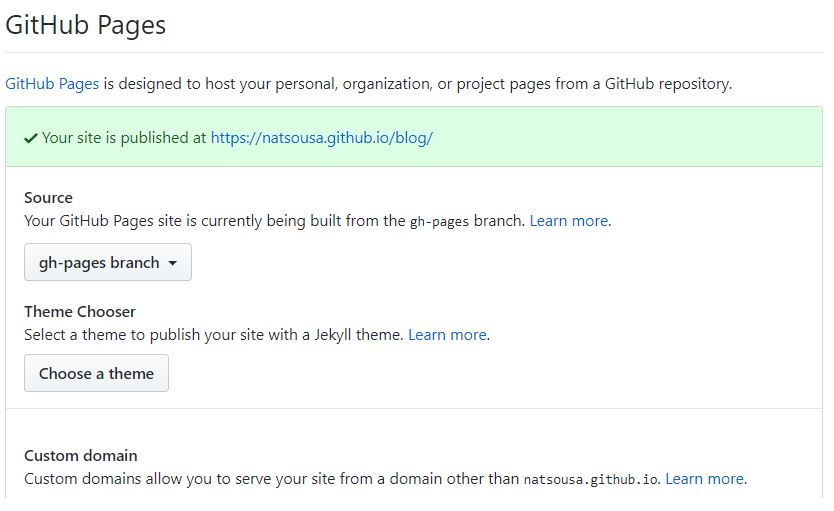 GitHub Pages
GitHub Pages is designed to host your personal, organization, or project pages from a GitHub repository.
Your site is published at https://natsousa.github.io/blog/
Source
Your GitHub Pages site is currently being built from the gh-pages branch. Learn more.
gh-pages branch
Theme Chooser
Select a theme to publish your site with a Jekyll theme. Learn more.
Choose a theme
Custom domain
Custom domains allow you to serve your site from a domain other than natsousa.github.io. Learn more.